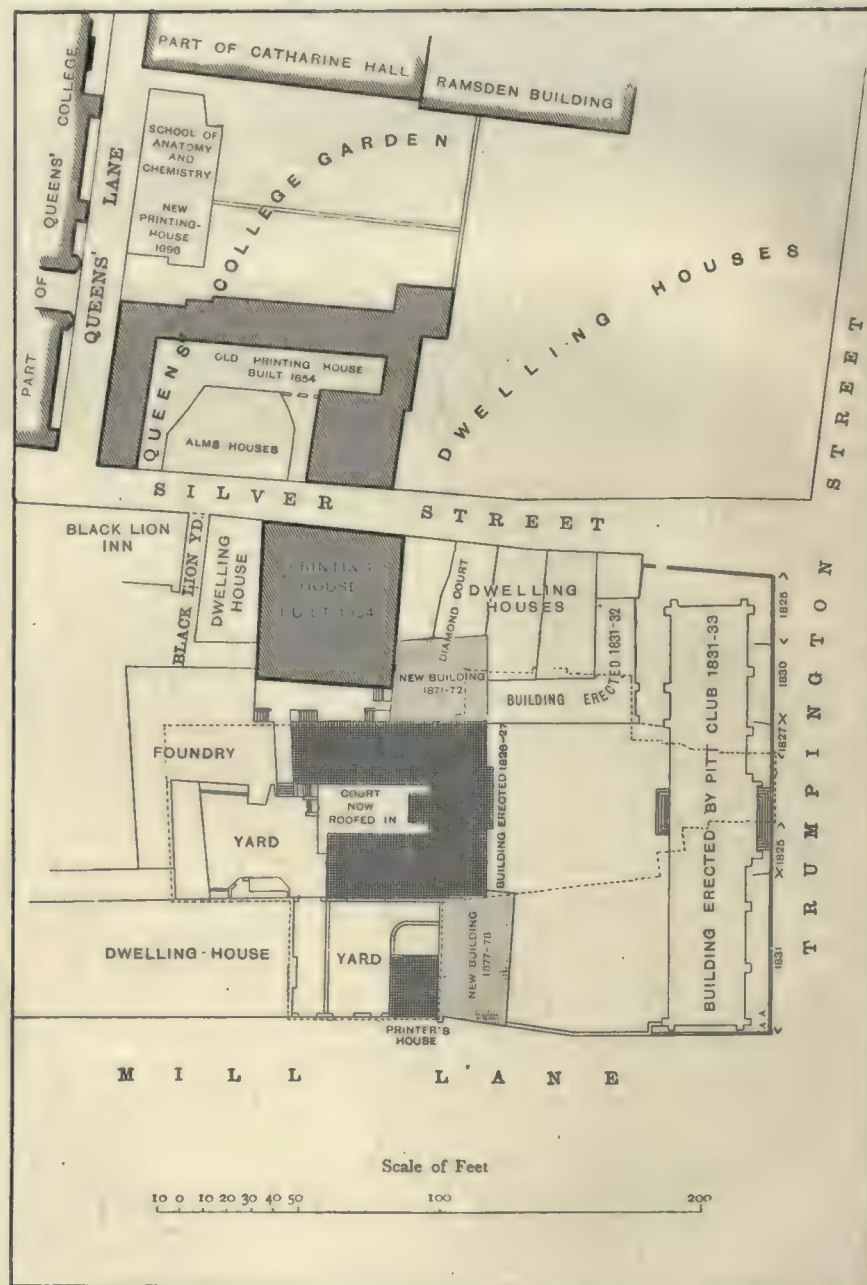 PART OF CATHARINE HALL
RAMSDEN BUILDING
PART OF QUEENS' COLLEGE
QUEENS' LANE
SCHOOL OF
ANATOMY
AND
CHEMISTRY
NEW
PRINTING-
HOUSE
1696
QUEENS' COLLEGE GARDEN
DWELLING HOUSES
OLD PRINTING HOUSE
BUILT 1654
ALMS HOUSES
SILVER STREET
TRUMPINGTON STREET
BLACK LION
INN
BLACK LION YD.
DWELLING
HOUSE
PRINTING
HOUSE
BUILT
DIAMOND COURT
DWELLING
HOUSES
NEW BUILDING
1871-72
BUILDING ERECTED 1831-32
FOUNDRY
COURT
NOW
ROOFED IN
YARD
BUILDING ERECTED 1826-27
BUILDING ERECTED BY PITT CLUB 1831-33
1825
1830
1827
1825
1831
A A
DWELLING-HOUSE
YARD
NEW BUILDING
1877-78
PRINTER'S
HOUSE
MILL LANE
Scale of Feet
10 0 10 20 30 40 50 100 200